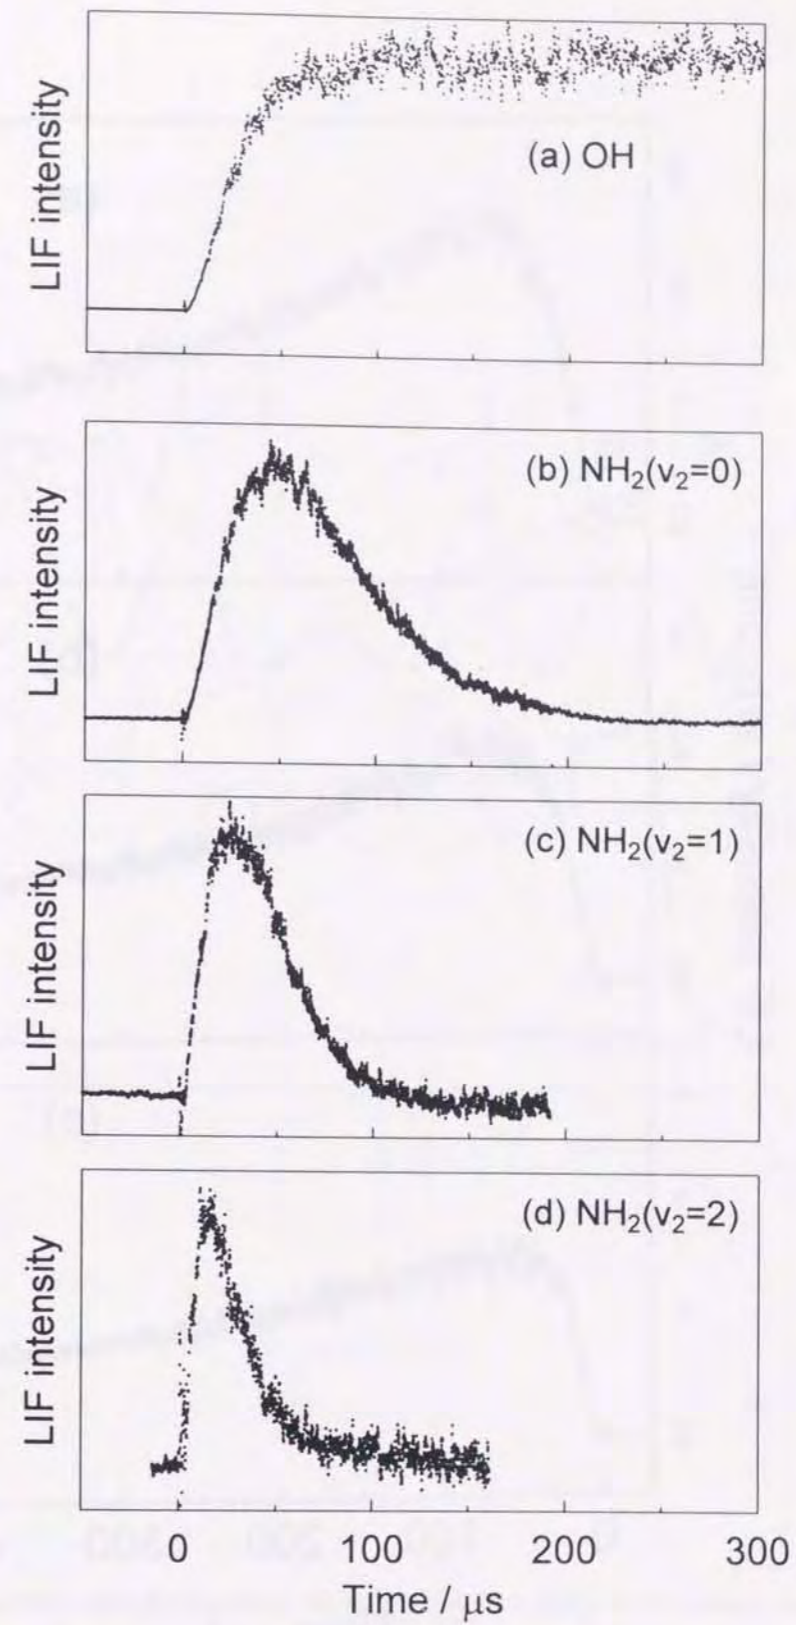 LIF intensity
(a) OH
LIF intensity
(b) NH₂(v₂=0)
LIF intensity
(c) NH₂(v₂=1)
LIF intensity
(d) NH₂(v₂=2)
0 100 200 300
Time / μs